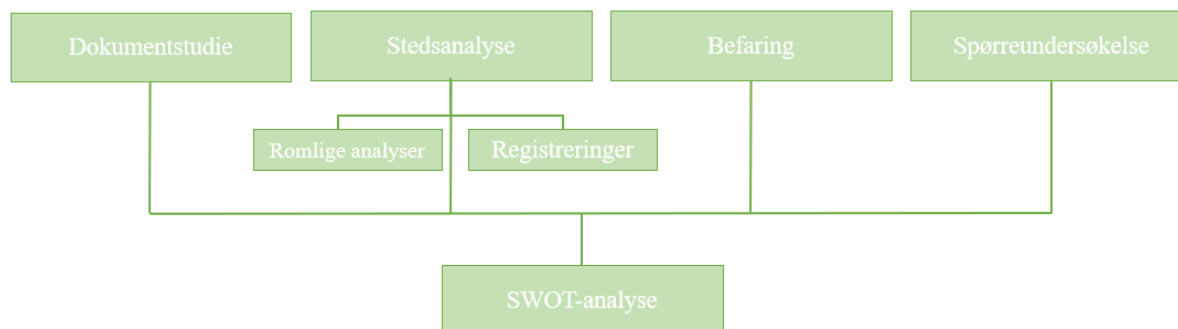 Dokumentstudie
Stedsanalyse
Befaring
Spørreundersøkelse
Romlige analyser
Registreringer
SWOT-analyse